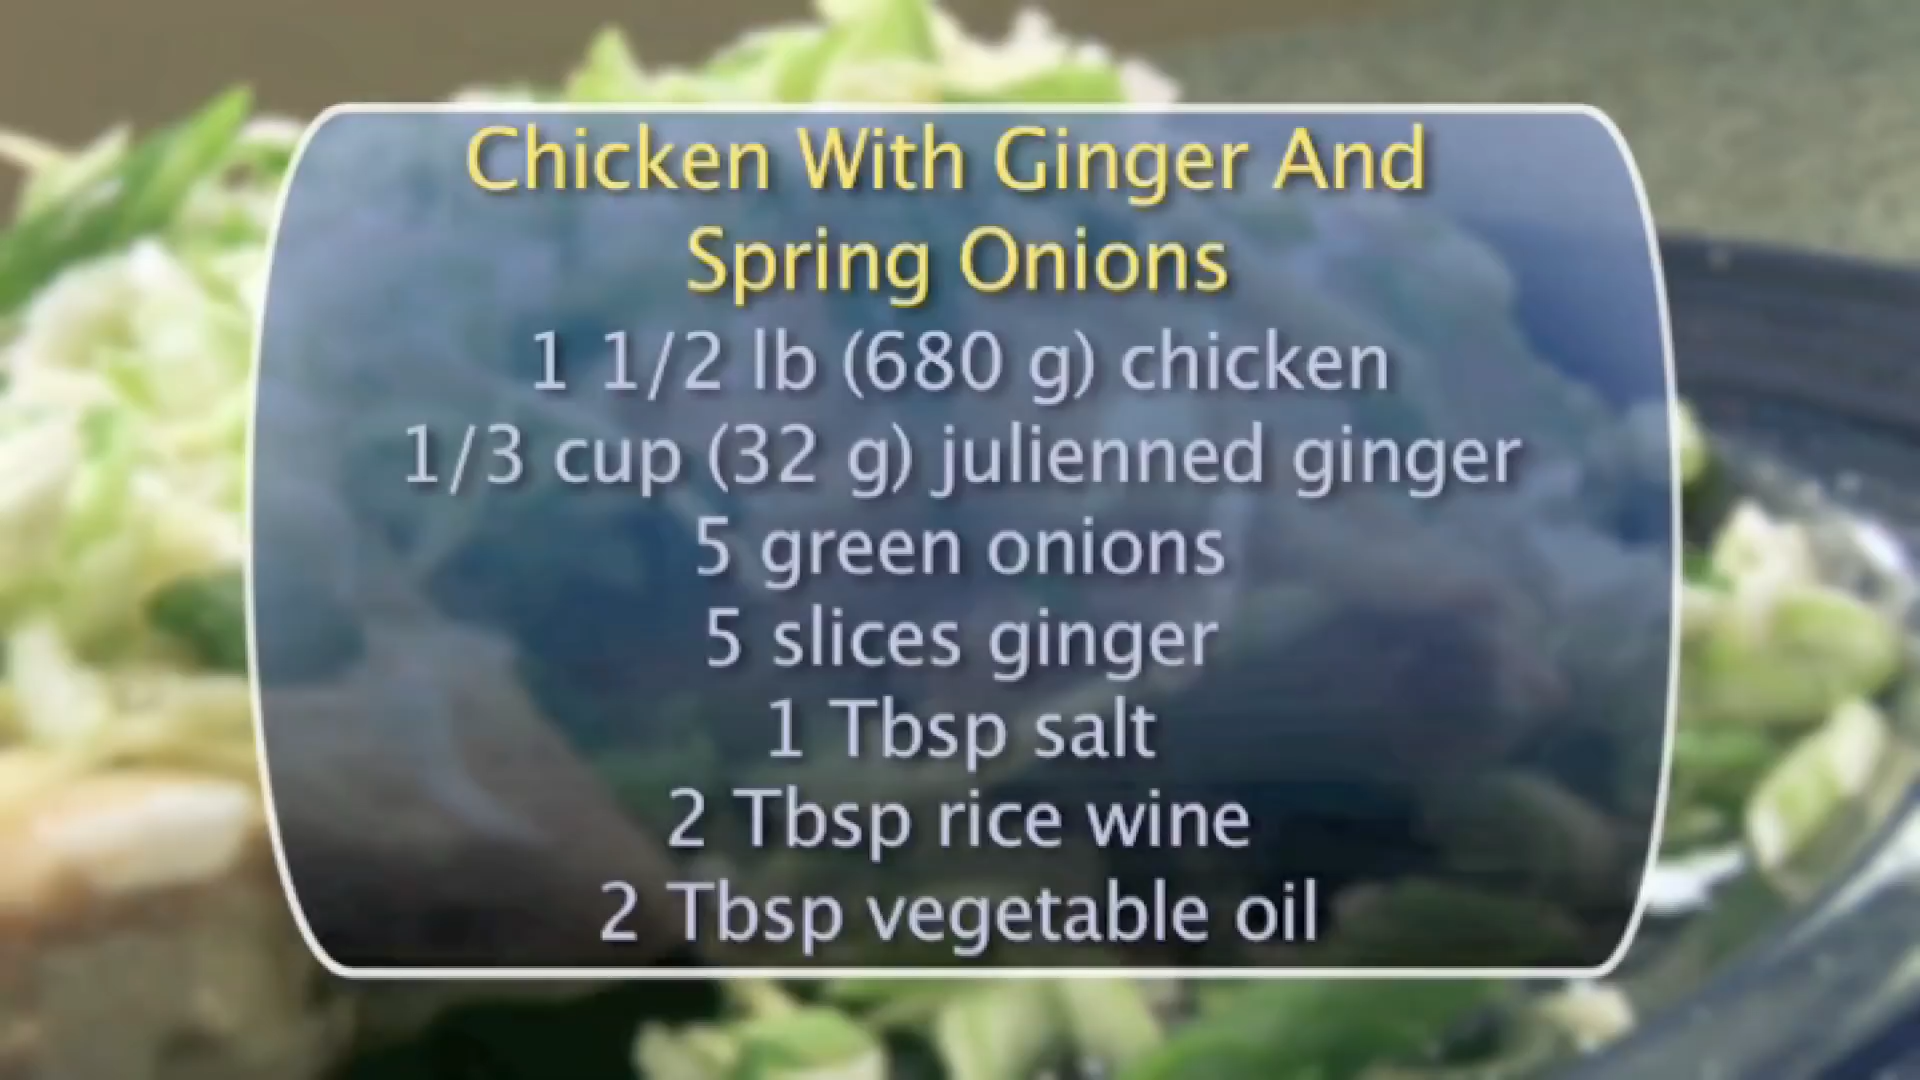 Chicken With Ginger And
Spring Onions
1 1/2 lb (680 g) chicken
1/3 cup (32 g) julienned ginger
5 green onions
5 slices ginger
1 Tbsp salt
2 Tbsp rice wine
2 Tbsp vegetable oil